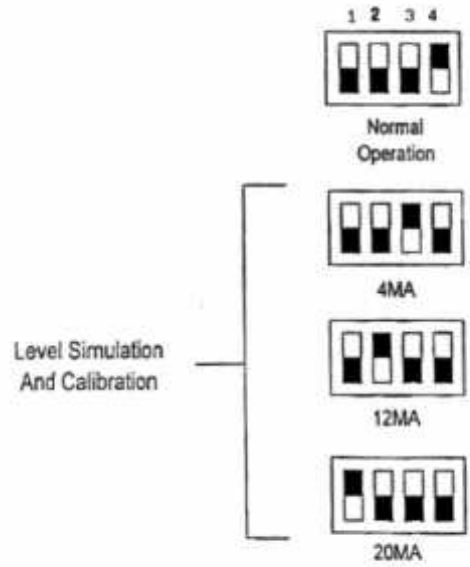 1 2 3 4
Normal
Operation
4MA
Level Simulation
And Calibration
12MA
20MA